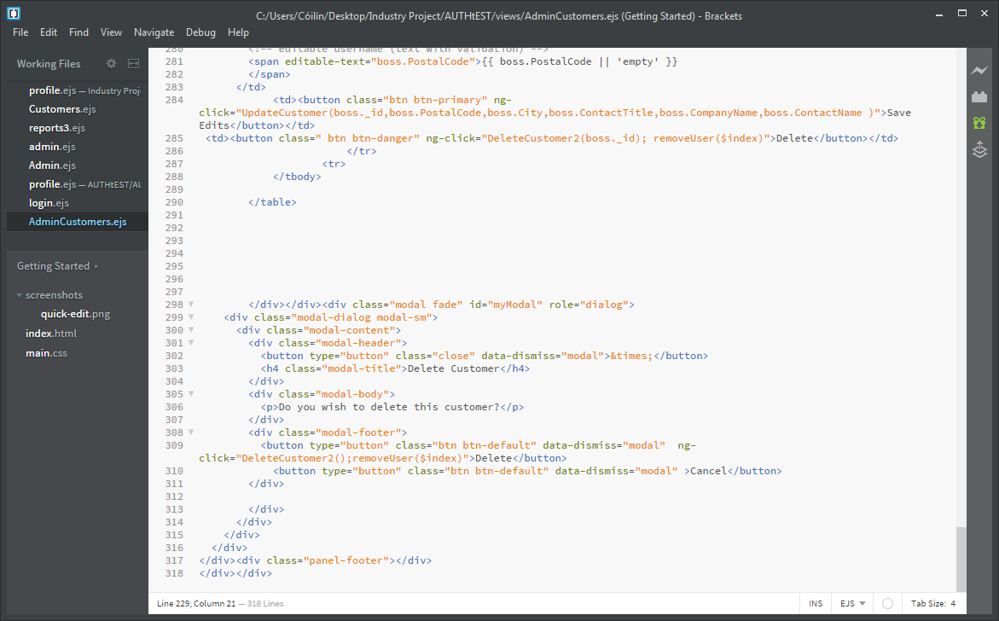 C:/Users/Cóilín/Desktop/Industry Project/AUTHtEST/views/AdminCustomers.ejs (Getting Started) - Brackets
File Edit Find View Navigate Debug Help
Working Files
profile.ejs — Industry Proj
Customers.ejs
reports3.ejs
admin.ejs
Admin.ejs
profile.ejs — AUTHtEST/AU
login.ejs
AdminCustomers.ejs
Getting Started
screenshots
quick-edit.png
index.html
main.css
280 <!-- editable username (text with validation) -->
281 <span editable-text="boss.PostalCode">{{ boss.PostalCode || 'empty' }}
282 </span>
283 </td>
284 <td><button class="btn btn-primary" ng-
click="UpdateCustomer(boss._id,boss.PostalCode,boss.City,boss.ContactTitle,boss.CompanyName,boss.ContactName )">Save
Edits</button></td>
285 <td><button class=" btn btn-danger" ng-click="DeleteCustomer2(boss._id); removeUser($index)">Delete</button></td>
286 </tr>
287 <tr>
288 </tbody>
289
290 </table>
291
292
293
294
295
296
297
298 </div></div><div class="modal fade" id="myModal" role="dialog">
299 <div class="modal-dialog modal-sm">
300 <div class="modal-content">
301 <div class="modal-header">
302 <button type="button" class="close" data-dismiss="modal">&times;</button>
303 <h4 class="modal-title">Delete Customer</h4>
304 </div>
305 <div class="modal-body">
306 <p>Do you wish to delete this customer?</p>
307 </div>
308 <div class="modal-footer">
309 <button type="button" class="btn btn-default" data-dismiss="modal"  ng-
click="DeleteCustomer2();removeUser($index)">Delete</button>
310 <button type="button" class="btn btn-default" data-dismiss="modal" >Cancel</button>
311 </div>
312
313 </div>
314 </div>
315 </div>
316 </div>
317 </div><div class="panel-footer"></div>
318 </div></div>
Line 229, Column 21 — 318 Lines
INS EJS Tab Size: 4